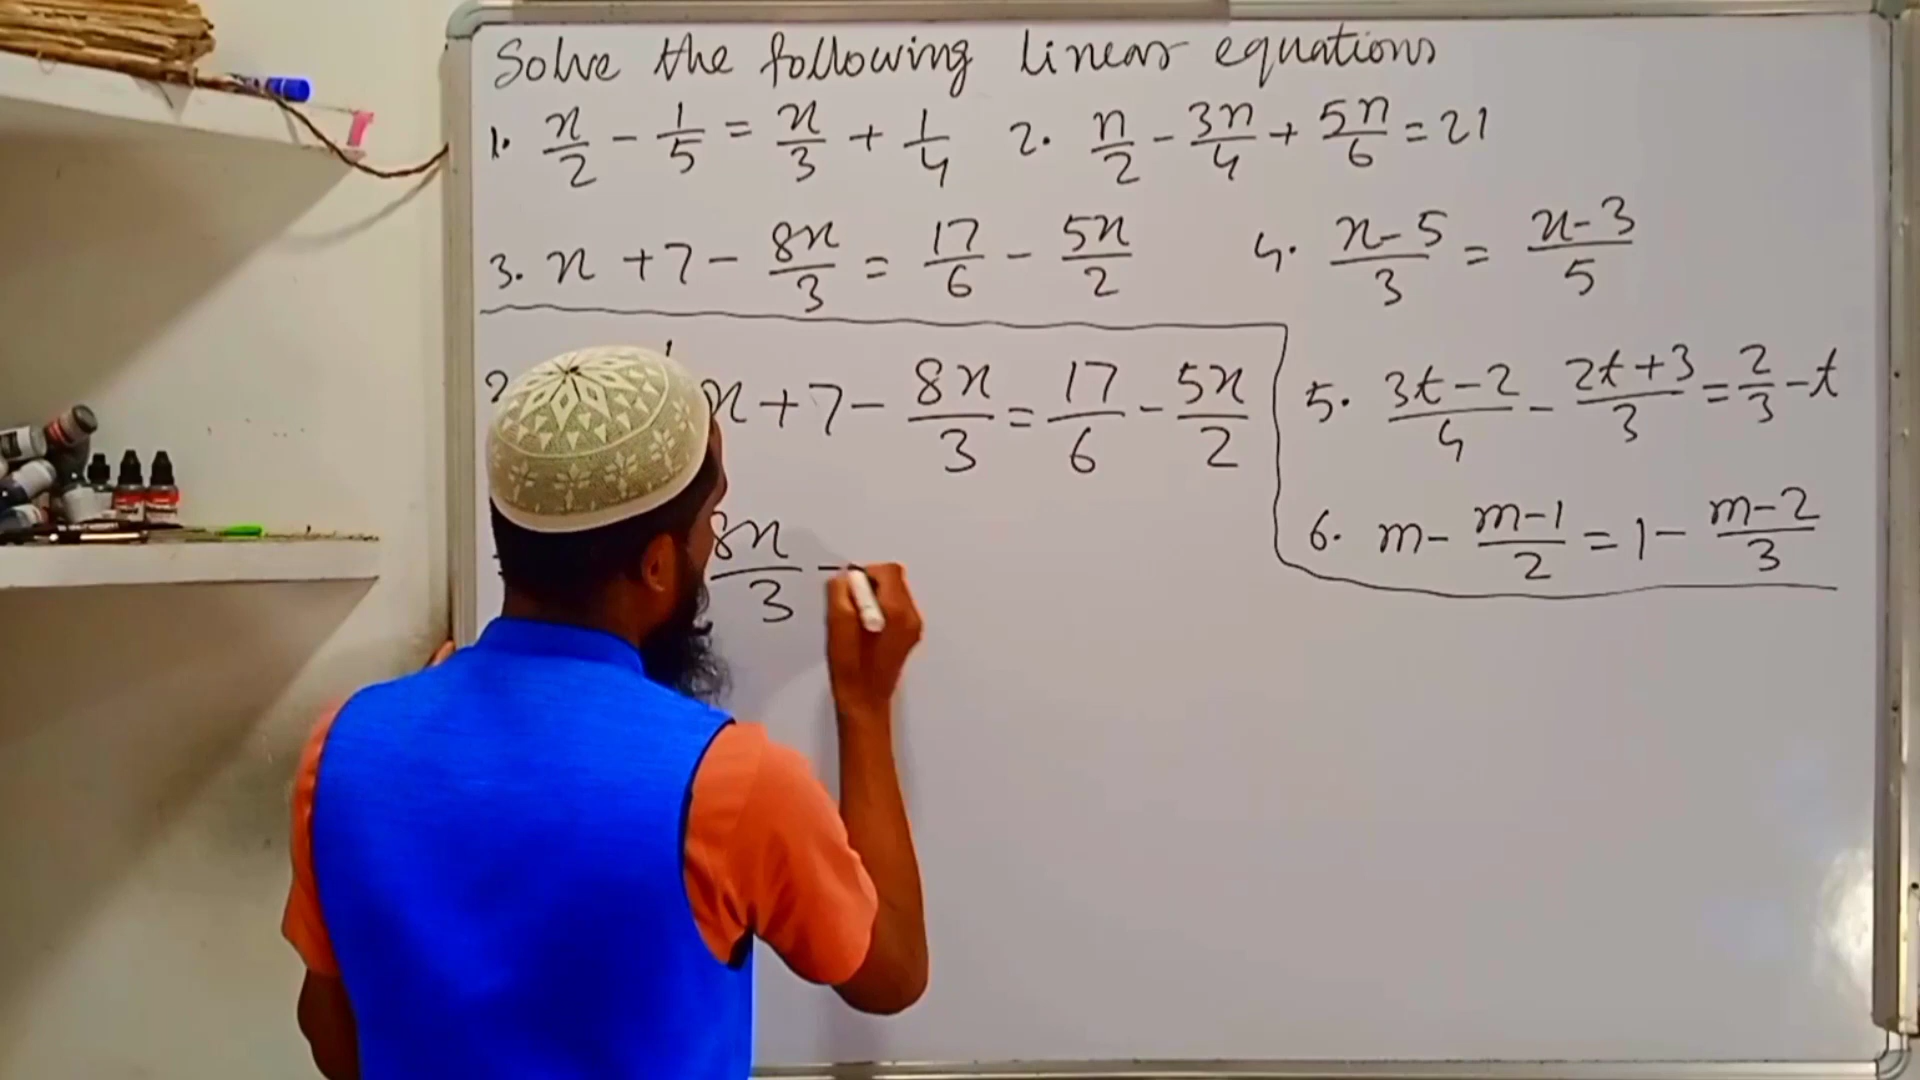 Solve the following linear equations
1. x/2 - 1/5 = x/3 + 1/4 2. n/2 - 3n/4 + 5n/6 = 21
3. x + 7 - 8x/3 = 17/6 - 5x/2 4. x-5/3 = x-3/5
x + 7 - 8x/3 = 17/6 - 5x/2 5. 3t-2/4 - 2t+3/3 = 2/3 - t
8x/3 - 6. m - m-1/2 = 1 - m-2/3